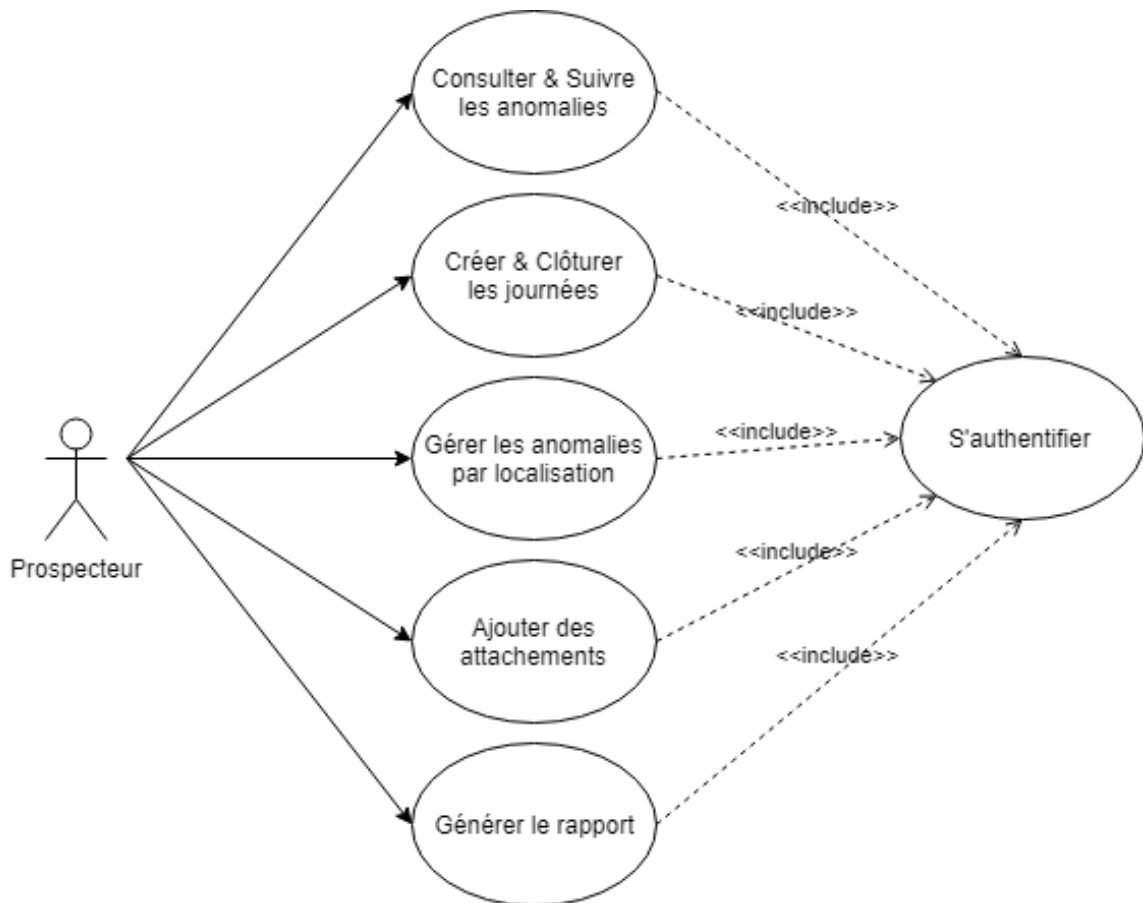 Consulter & Suivre
les anomalies
<<include>>
Créer & Clôturer
les journées
<<include>>
Gérer les anomalies
par localisation
<<include>>
S'authentifier
Prospecteur
Ajouter des
attachements
<<include>>
Générer le rapport
<<include>>